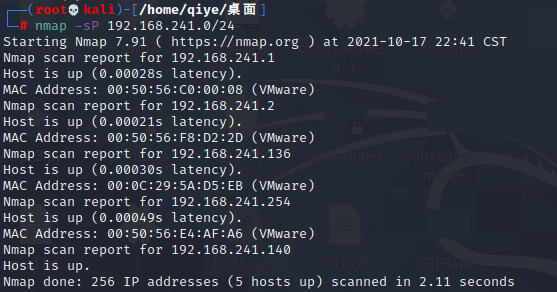 (root💀kali)-[/home/qiye/桌面]
# nmap -sP 192.168.241.0/24
Starting Nmap 7.91 ( https://nmap.org ) at 2021-10-17 22:41 CST
Nmap scan report for 192.168.241.1
Host is up (0.00028s latency).
MAC Address: 00:50:56:C0:00:08 (VMware)
Nmap scan report for 192.168.241.2
Host is up (0.00021s latency).
MAC Address: 00:50:56:F8:D2:2D (VMware)
Nmap scan report for 192.168.241.136
Host is up (0.00030s latency).
MAC Address: 00:0C:29:5A:D5:EB (VMware)
Nmap scan report for 192.168.241.254
Host is up (0.00049s latency).
MAC Address: 00:50:56:E4:AF:A6 (VMware)
Nmap scan report for 192.168.241.140
Host is up.
Nmap done: 256 IP addresses (5 hosts up) scanned in 2.11 seconds